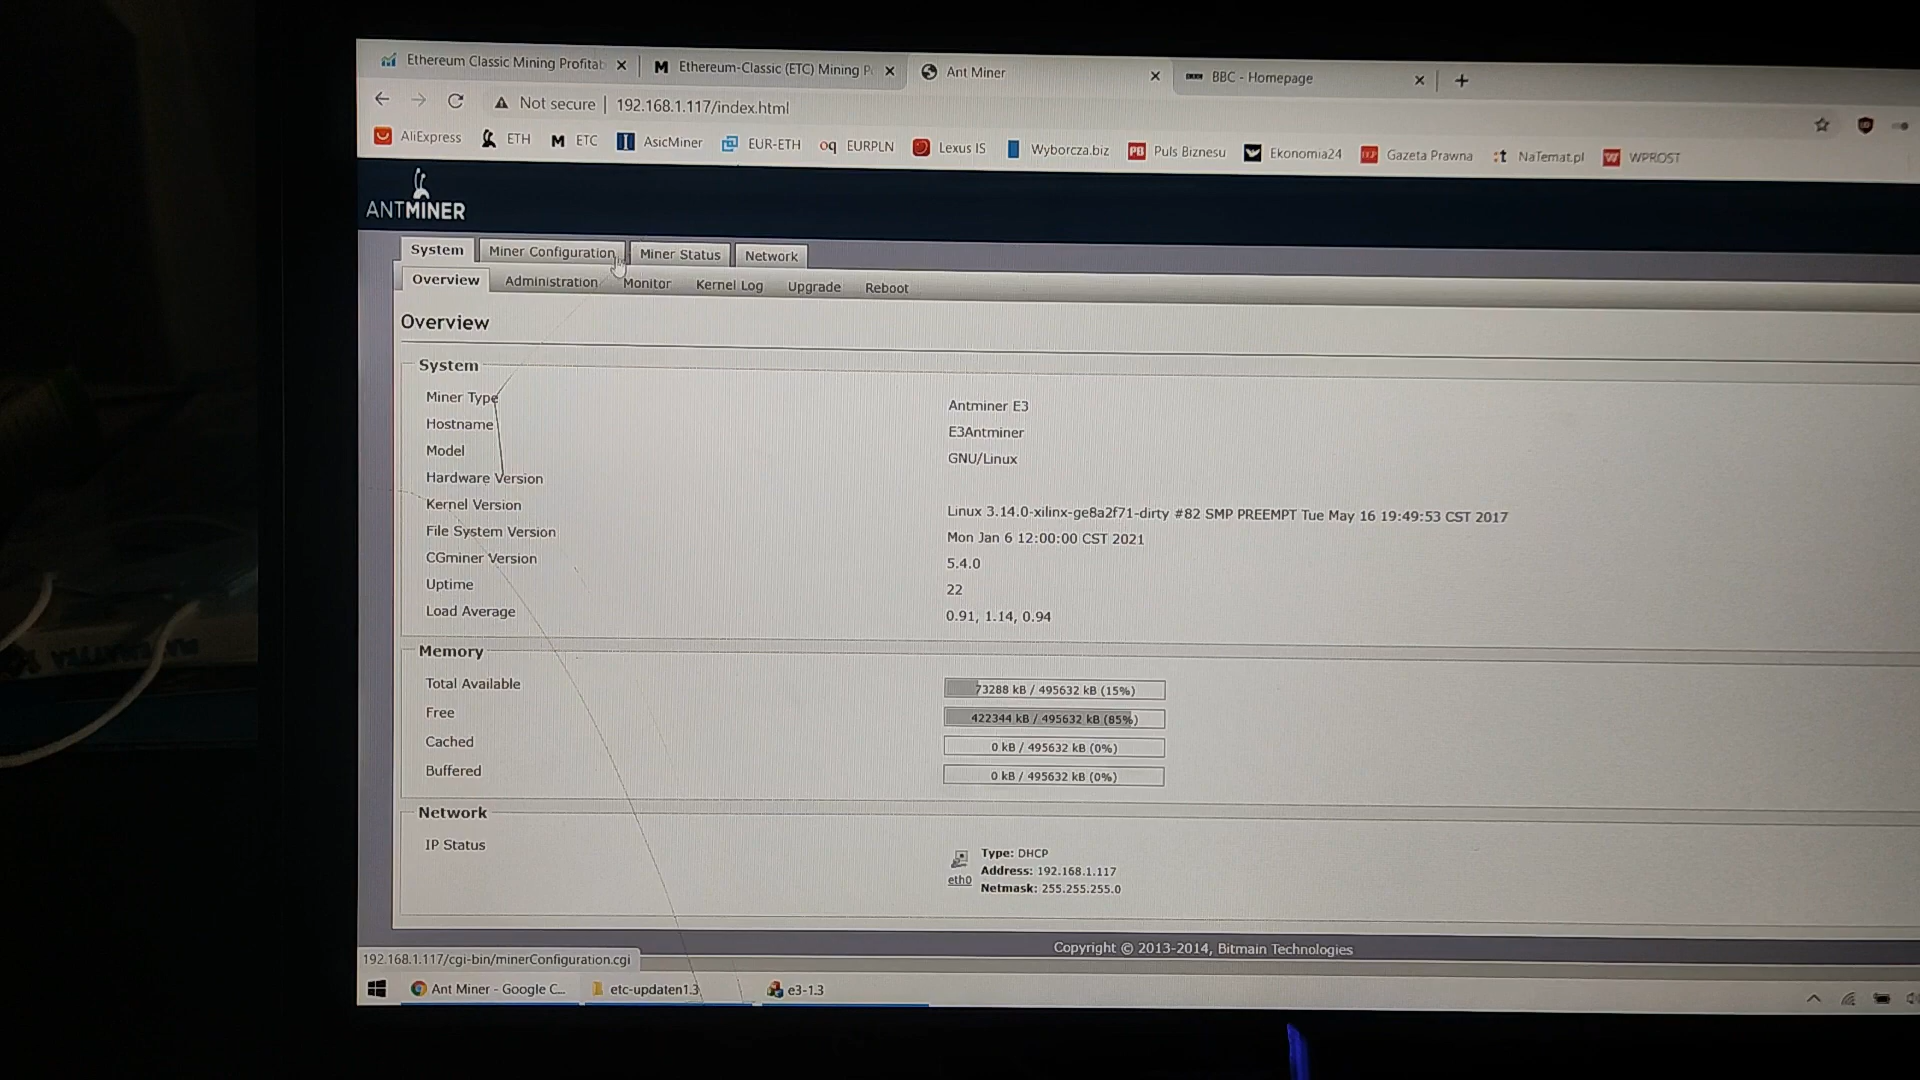 Ethereum Classic Mining Profitab
Ethereum-Classic (ETC) Mining P
Ant Miner
BBC - Homepage
Not secure | 192.168.1.117/index.html
AliExpress
ETH
ETC
AsicMiner
EUR-ETH
EURPLN
Lexus IS
Wyborcza.biz
Puls Biznesu
Ekonomia24
Gazeta Prawna
NaTemat.pl
WPROST
ANTMINER
System
Miner Configuration
Miner Status
Network
Overview
Administration
Monitor
Kernel Log
Upgrade
Reboot
Overview
System
Miner Type
Antminer E3
Hostname
E3Antminer
Model
GNU/Linux
Hardware Version
Kernel Version
Linux 3.14.0-xilinx-ge8a2f71-dirty #82 SMP PREEMPT Tue May 16 19:49:53 CST 2017
File System Version
Mon Jan 6 12:00:00 CST 2021
CGminer Version
5.4.0
Uptime
22
Load Average
0.91, 1.14, 0.94
Memory
Total Available
73288 kB / 495632 kB (15%)
Free
422344 kB / 495632 kB (85%)
Cached
0 kB / 495632 kB (0%)
Buffered
0 kB / 495632 kB (0%)
Network
IP Status
eth0
Type: DHCP
Address: 192.168.1.117
Netmask: 255.255.255.0
Copyright © 2013-2014, Bitmain Technologies
192.168.1.117/cgi-bin/minerConfiguration.cgi
Ant Miner - Google C...
etc-updaten1.3
e3-1.3